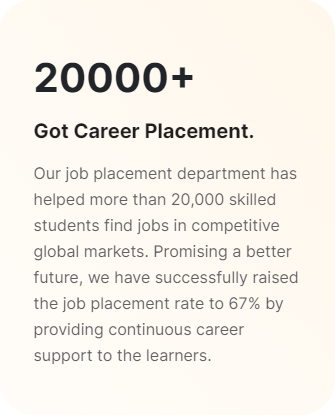 20000+
Got Career Placement.
Our job placement department has
helped more than 20,000 skilled
students find jobs in competitive
global markets. Promising a better
future, we have successfully raised
the job placement rate to 67% by
providing continuous career
support to the learners.